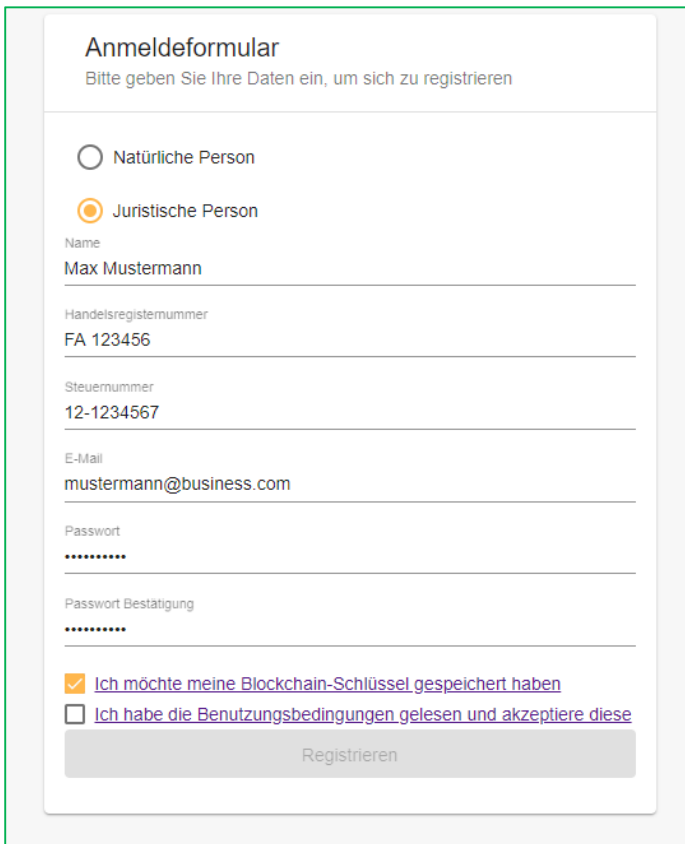 Anmeldeformular
Bitte geben Sie Ihre Daten ein, um sich zu registrieren
Natürliche Person
Juristische Person
Name
Max Mustermann
Handelsregisternummer
FA 123456
Steuernummer
12-1234567
E-Mail
mustermann@business.com
Passwort
••••••••••
Passwort Bestätigung
••••••••••
Ich möchte meine Blockchain-Schlüssel gespeichert haben
Ich habe die Benutzungsbedingungen gelesen und akzeptiere diese
Registrieren